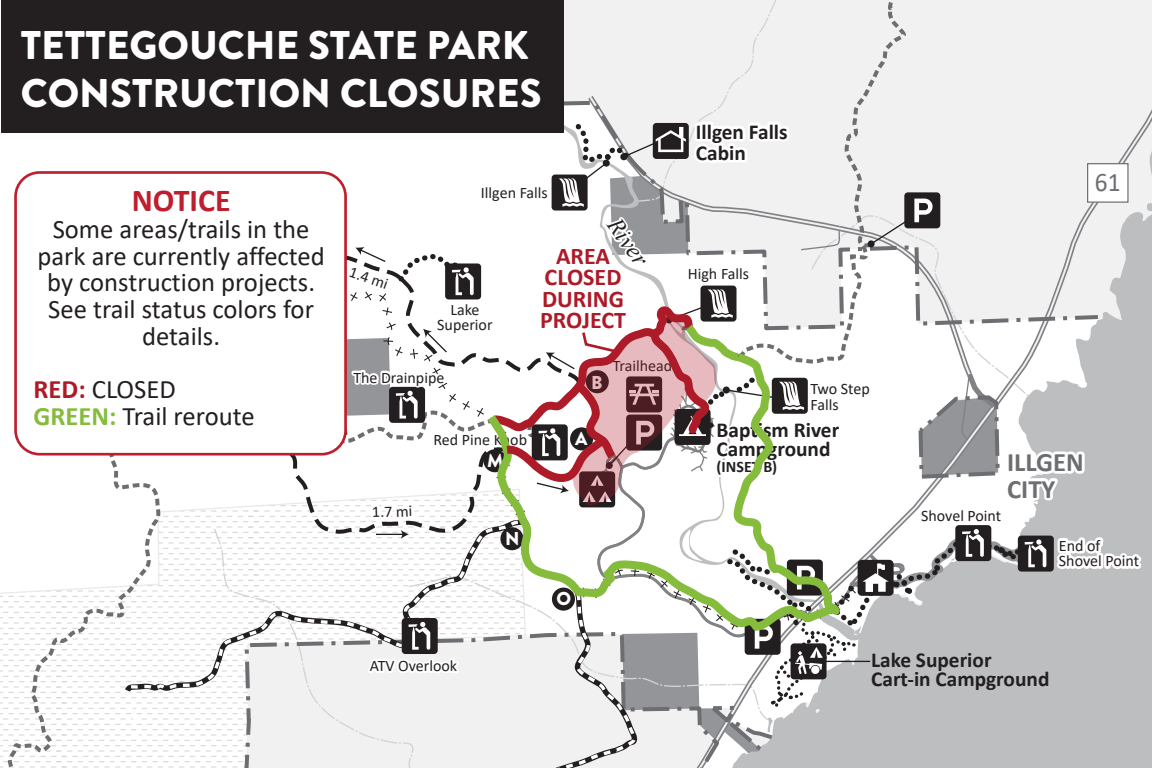 TETTEGOUCHE STATE PARK
CONSTRUCTION CLOSURES
NOTICE
Some areas/trails in the
park are currently affected
by construction projects.
See trail status colors for
details.
RED: CLOSED
GREEN: Trail reroute
Illgen Falls
Cabin
Illgen Falls
River
61
P
AREA
CLOSED
DURING
PROJECT
High Falls
1.4 mi
Lake
Superior
The Drainpipe
Trailhead
B
Two Step
Falls
P
Red Pine Knob
A
M
Baptism River
Campground
(INSET B)
ILLGEN
CITY
1.7 mi
N
Shovel Point
End of
Shovel Point
P
O
P
ATV Overlook
Lake Superior
Cart-in Campground